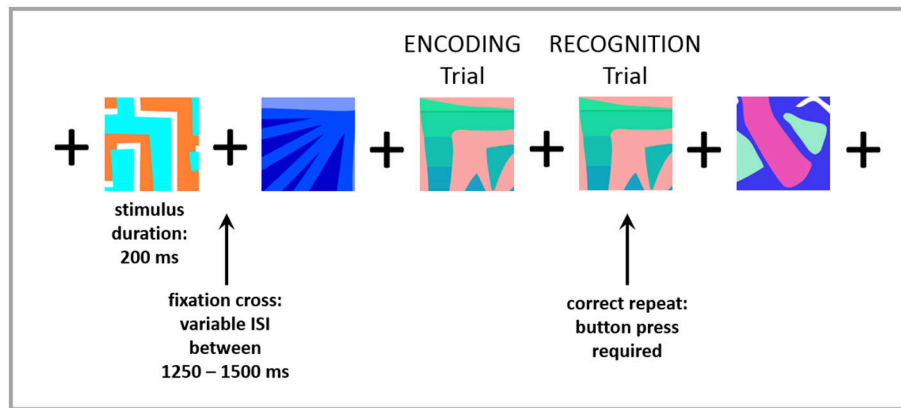 ENCODING
Trial
RECOGNITION
Trial
stimulus
duration:
200 ms
fixation cross:
variable ISI
between
1250 – 1500 ms
correct repeat:
button press
required